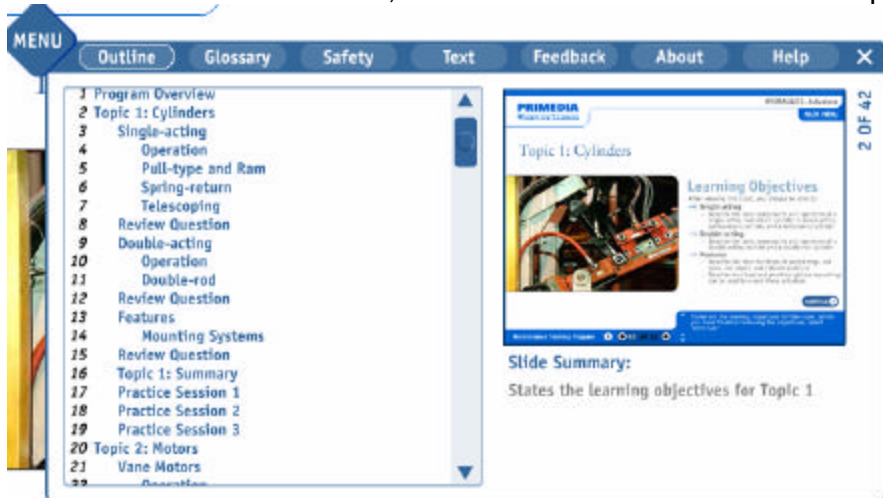 MENU
Outline Glossary Safety Text Feedback About Help X
1 Program Overview
2 Topic 1: Cylinders
3 Single-acting
4 Operation
5 Pull-type and Ram
6 Spring-return
7 Telescoping
8 Review Question
9 Double-acting
10 Operation
11 Double-rod
12 Review Question
13 Features
14 Mounting Systems
15 Review Question
16 Topic 1: Summary
17 Practice Session 1
18 Practice Session 2
19 Practice Session 3
20 Topic 2: Motors
21 Vane Motors
22 Operation
2 OF 42
PRIMEDIA
MAIN MENU
Topic 1: Cylinders
Learning Objectives
Single-acting
Double-acting
Features
Slide Summary:
States the learning objectives for Topic 1